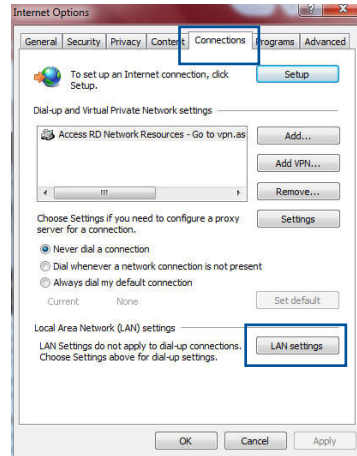 Internet Options
General Security Privacy Content Connections Programs Advanced
To set up an Internet connection, click
Setup.
Setup
Dial-up and Virtual Private Network settings
Access RD Network Resources - Go to vpn.as
Add...
Add VPN...
Remove...
Choose Settings if you need to configure a proxy
server for a connection.
Settings
Never dial a connection
Dial whenever a network connection is not present
Always dial my default connection
Current None
Set default
Local Area Network (LAN) settings
LAN Settings do not apply to dial-up connections.
Choose Settings above for dial-up settings.
LAN settings
OK Cancel Apply